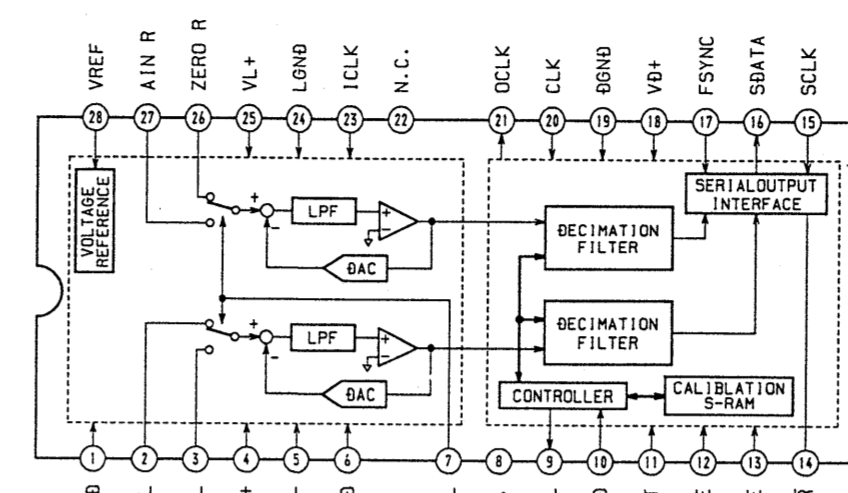 VREF
AIN R
ZERO R
VL+
LGND
ICLK
N.C.
OCLK
CLK
DGND
VD+
FSYNC
SDATA
SCLK
28
27
26
25
24
23
22
21
20
19
18
17
16
15
VOLTAGE
REFERENCE
+
-
LPF
+
-
DAC
DECIMATION
FILTER
SERIALOUTPUT
INTERFACE
+
-
LPF
+
-
DAC
DECIMATION
FILTER
CONTROLLER
CALIBLATION
S-RAM
1
2
3
4
5
6
7
8
9
10
11
12
13
14